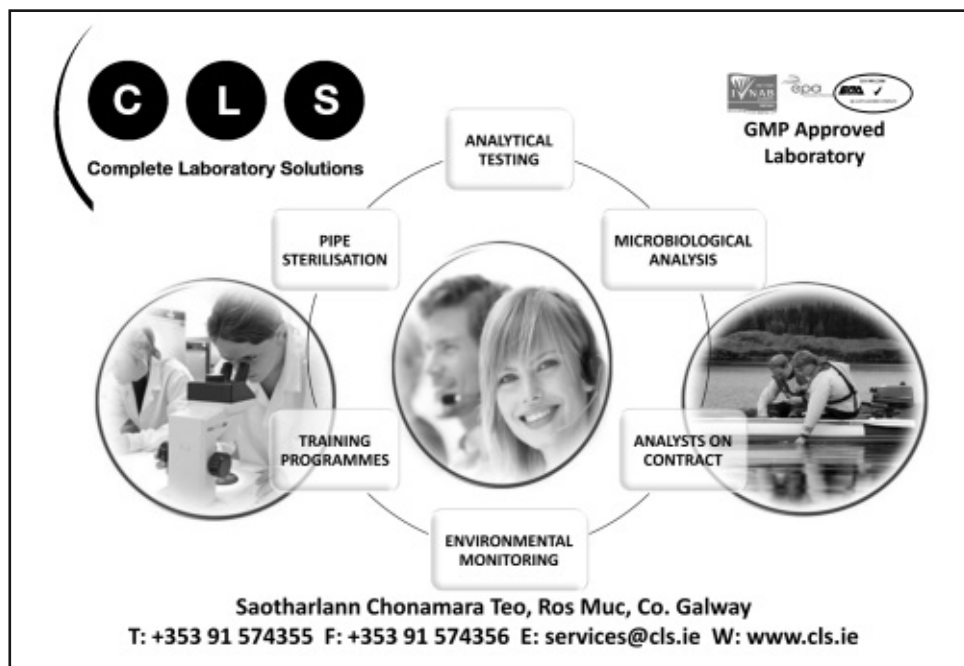 C L S
Complete Laboratory Solutions
epa
GMP Approved
Laboratory
ANALYTICAL
TESTING
PIPE
STERILISATION
MICROBIOLOGICAL
ANALYSIS
TRAINING
PROGRAMMES
ANALYSTS ON
CONTRACT
ENVIRONMENTAL
MONITORING
Saotharlann Chonamara Teo, Ros Muc, Co. Galway
T: +353 91 574355 F: +353 91 574356 E: services@cls.ie W: www.cls.ie